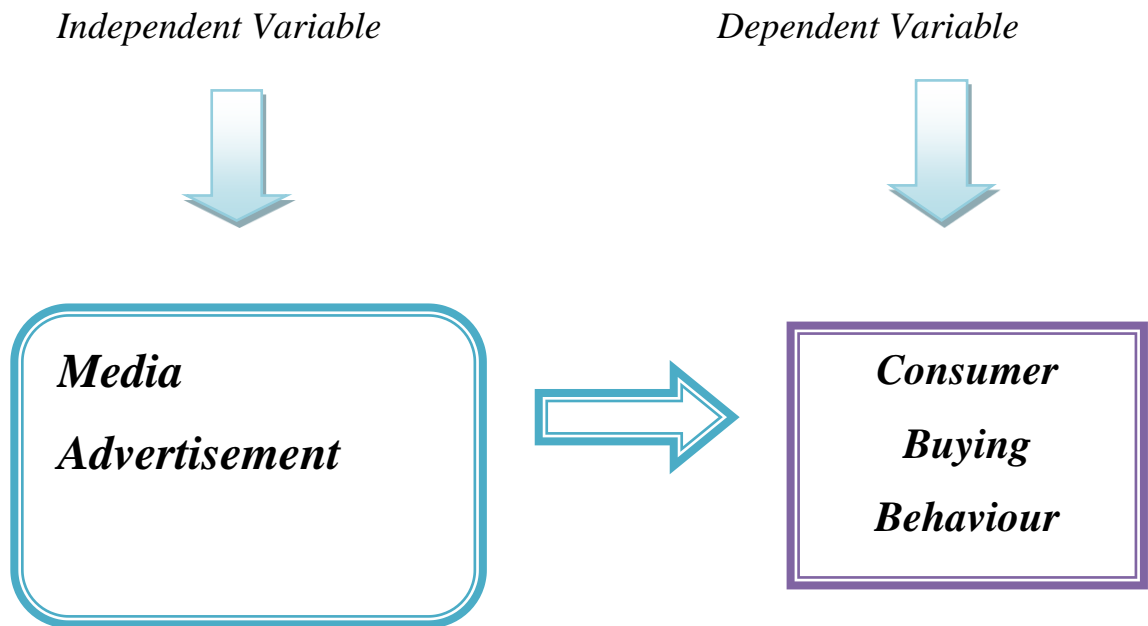 Independent Variable
Dependent Variable
Media
Advertisement
Consumer
Buying
Behaviour